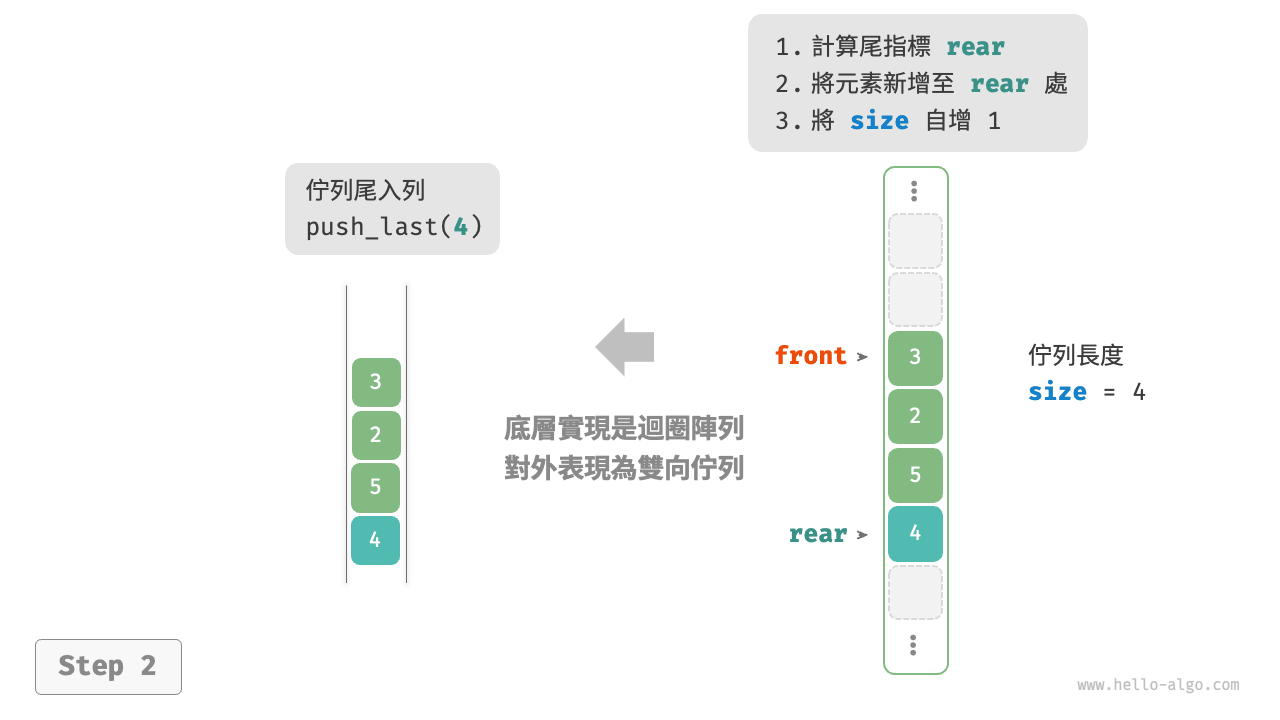 1. 計算尾指標 rear
2. 將元素新增至 rear 處
3. 將 size 自增 1
佇列尾入列
push_last(4)
3
2
5
4
底層實現是迴圈陣列
對外表現為雙向佇列
front ➤
3
2
5
rear ➤
4
佇列長度
size = 4
Step 2
www.hello-algo.com